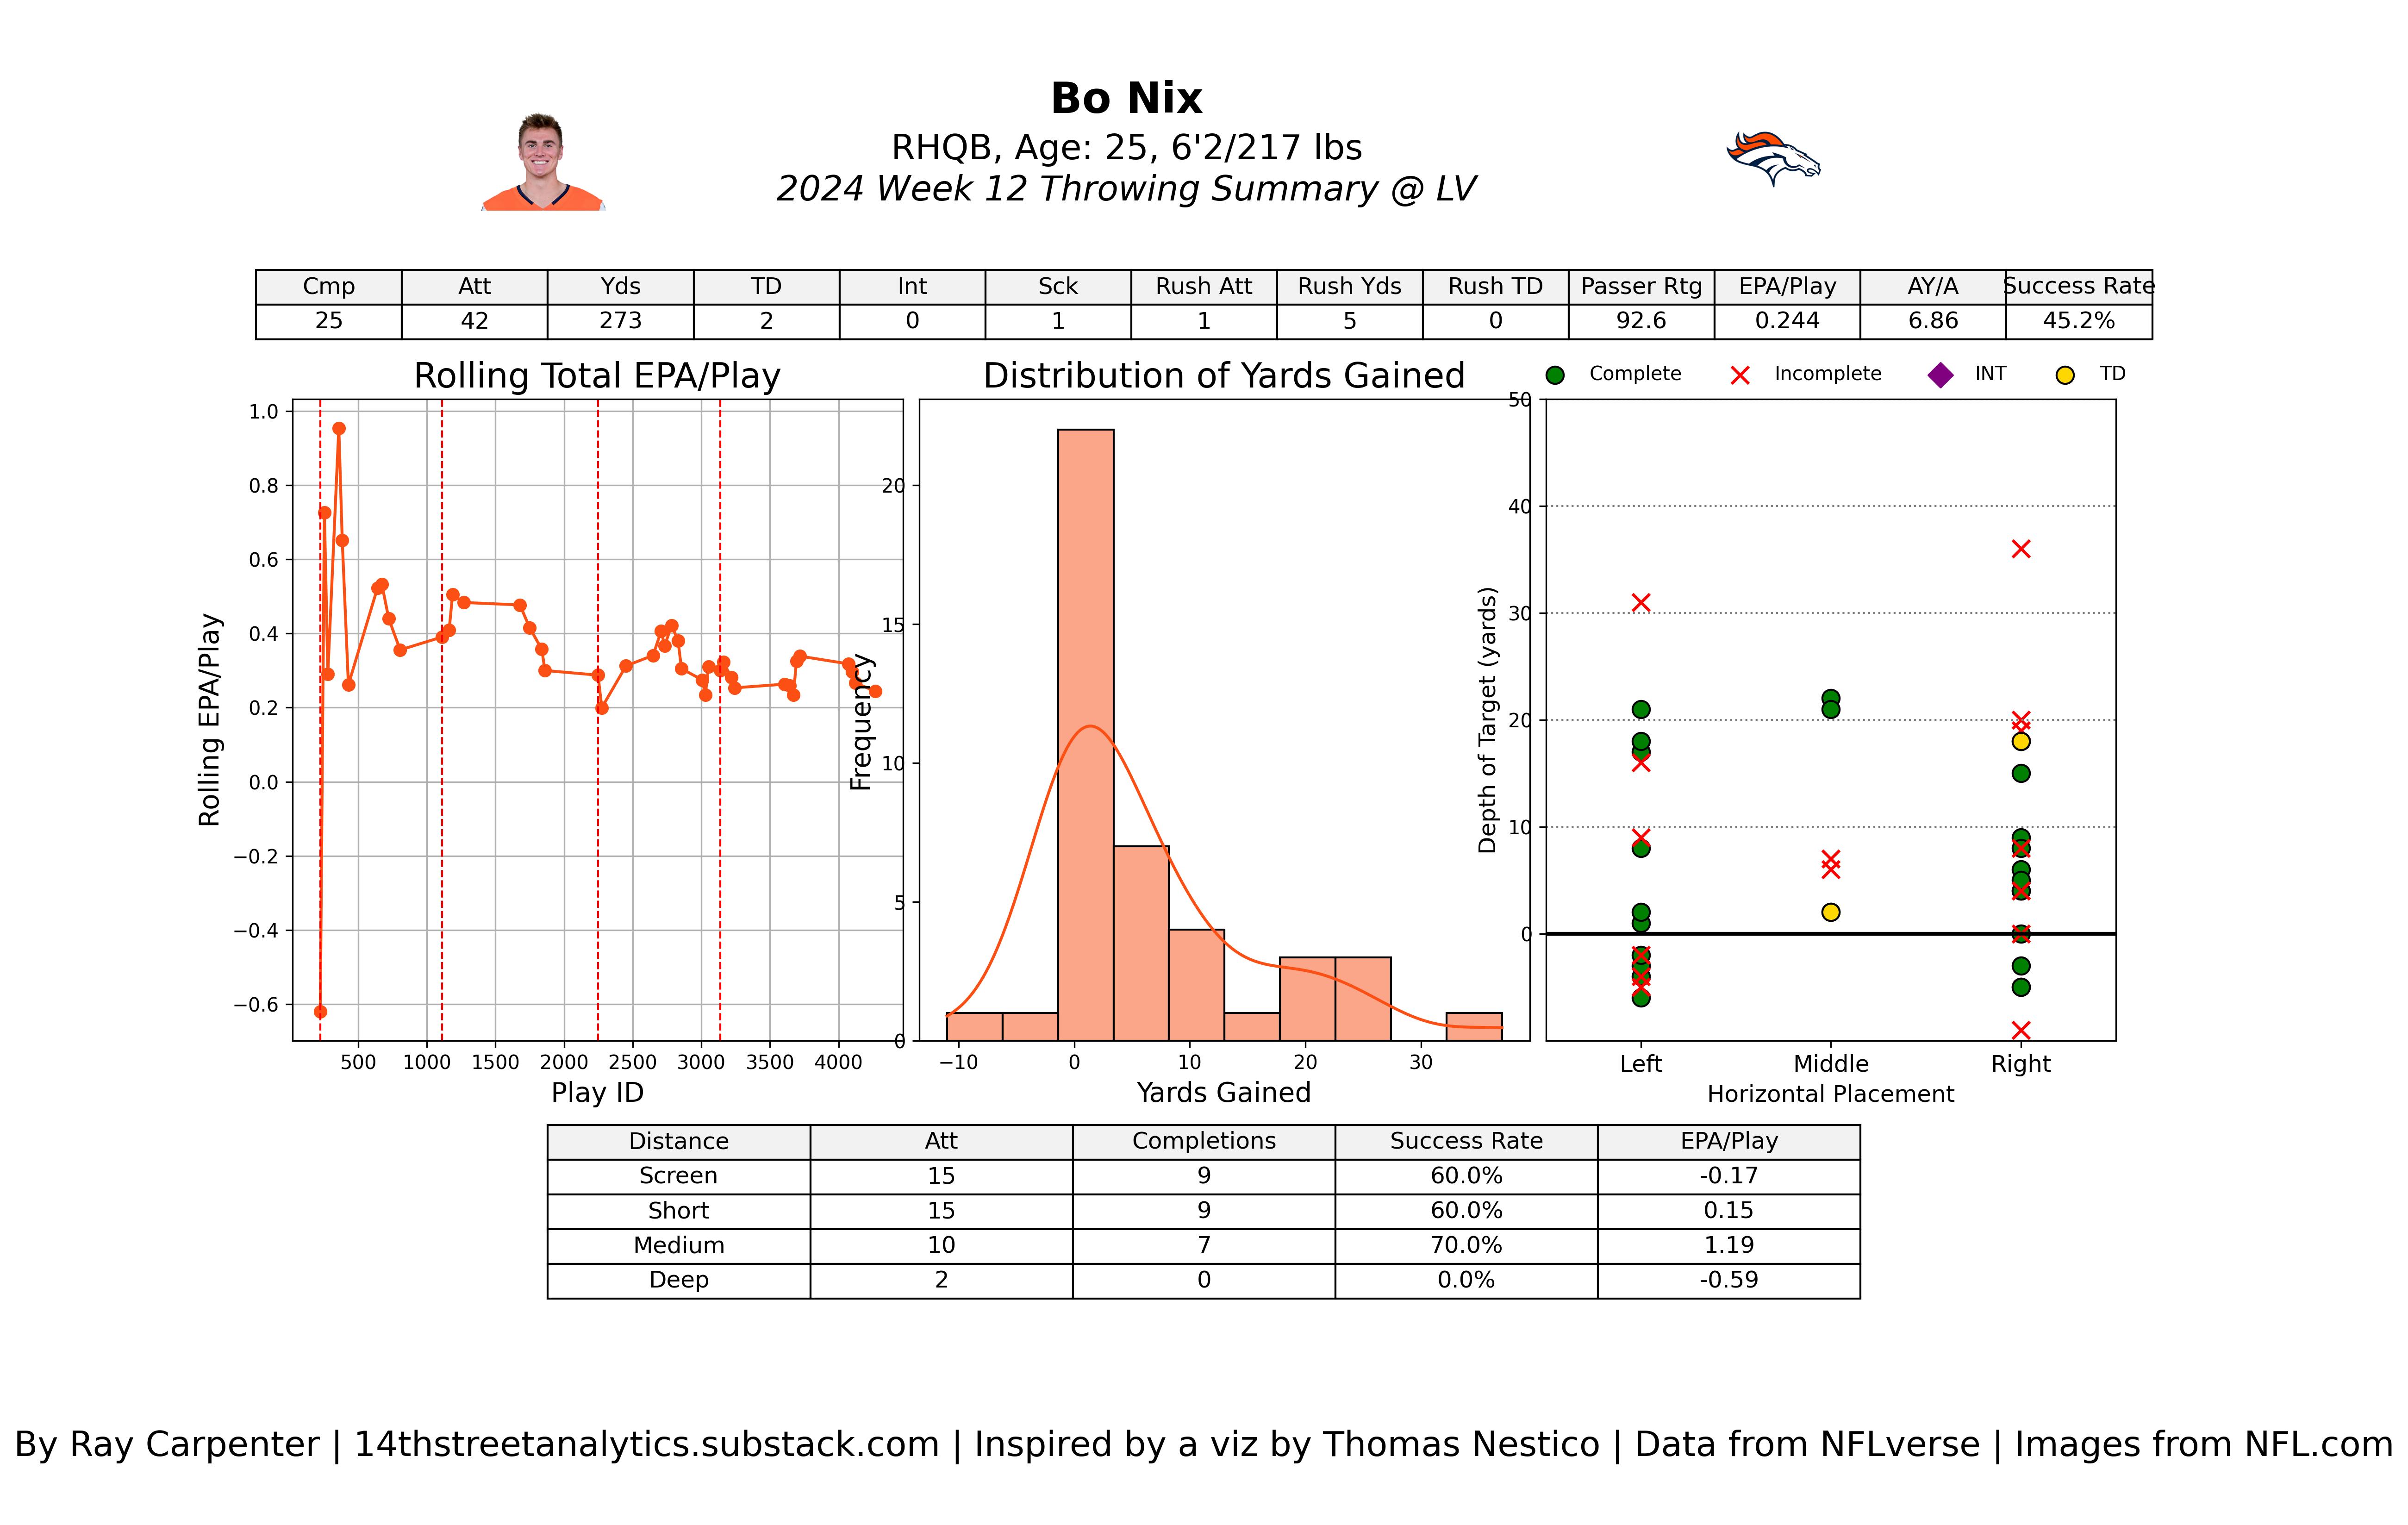 Bo Nix
RHQB, Age: 25, 6'2/217 lbs
2024 Week 12 Throwing Summary @ LV
Cmp Att Yds TD Int Sck Rush Att Rush Yds Rush TD Passer Rtg EPA/Play AY/A Success Rate
25 42 273 2 0 1 1 5 0 92.6 0.244 6.86 45.2%
Rolling Total EPA/Play
Rolling EPA/Play
1.0
0.8
0.6
0.4
0.2
0.0
−0.2
−0.4
−0.6
500 1000 1500 2000 2500 3000 3500 4000
Play ID
Distribution of Yards Gained
Frequency
20
15
10
5
0
−10 0 10 20 30
Yards Gained
Complete Incomplete INT TD
Depth of Target (yards)
50
40
30
20
10
0
Left Middle Right
Horizontal Placement
Distance Att Completions Success Rate EPA/Play
Screen 15 9 60.0% -0.17
Short 15 9 60.0% 0.15
Medium 10 7 70.0% 1.19
Deep 2 0 0.0% -0.59
By Ray Carpenter | 14thstreetanalytics.substack.com | Inspired by a viz by Thomas Nestico | Data from NFLverse | Images from NFL.com